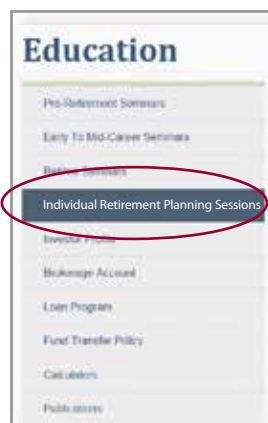 Education
Pre-Retirement Seminars
Early To Mid-Career Seminars
Retiree Seminars
Individual Retirement Planning Sessions
Investor Profile
Brokerage Account
Loan Program
Fund Transfer Policy
Calculators
Publications